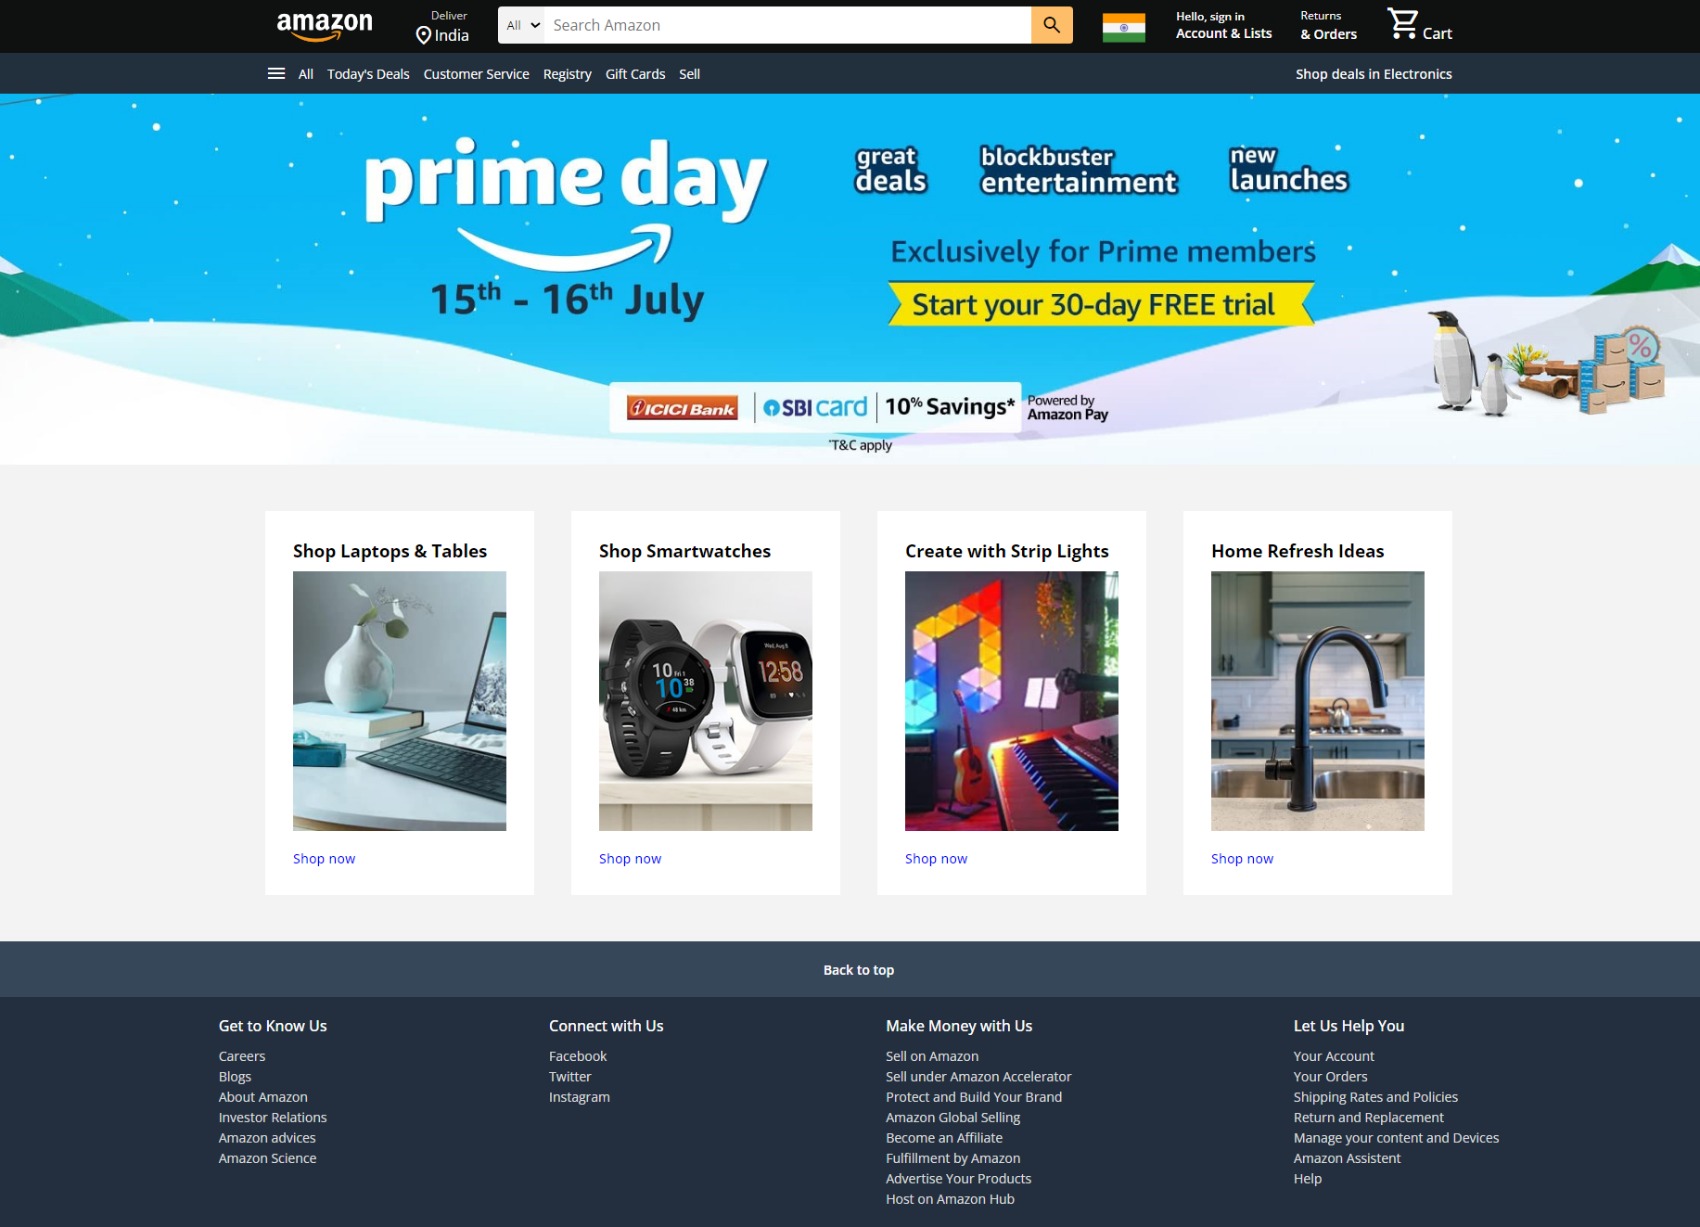 amazon
Deliver
India
All
Search Amazon
Hello, sign in
Account & Lists
Returns
& Orders
Cart
All
Today's Deals
Customer Service
Registry
Gift Cards
Sell
Shop deals in Electronics
prime day
15th - 16th July
great
deals
blockbuster
entertainment
new
launches
Exclusively for Prime members
Start your 30-day FREE trial
%
ICICI Bank
SBI card
10% Savings*
Powered by
Amazon Pay
*T&C apply
Shop Laptops & Tables
Shop now
Shop Smartwatches
10
10
38
Wed, Aug 8
12:58
Shop now
Create with Strip Lights
Shop now
Home Refresh Ideas
Shop now
Back to top
Get to Know Us
Careers
Blogs
About Amazon
Investor Relations
Amazon advices
Amazon Science
Connect with Us
Facebook
Twitter
Instagram
Make Money with Us
Sell on Amazon
Sell under Amazon Accelerator
Protect and Build Your Brand
Amazon Global Selling
Become an Affiliate
Fulfillment by Amazon
Advertise Your Products
Host on Amazon Hub
Let Us Help You
Your Account
Your Orders
Shipping Rates and Policies
Return and Replacement
Manage your content and Devices
Amazon Assistent
Help